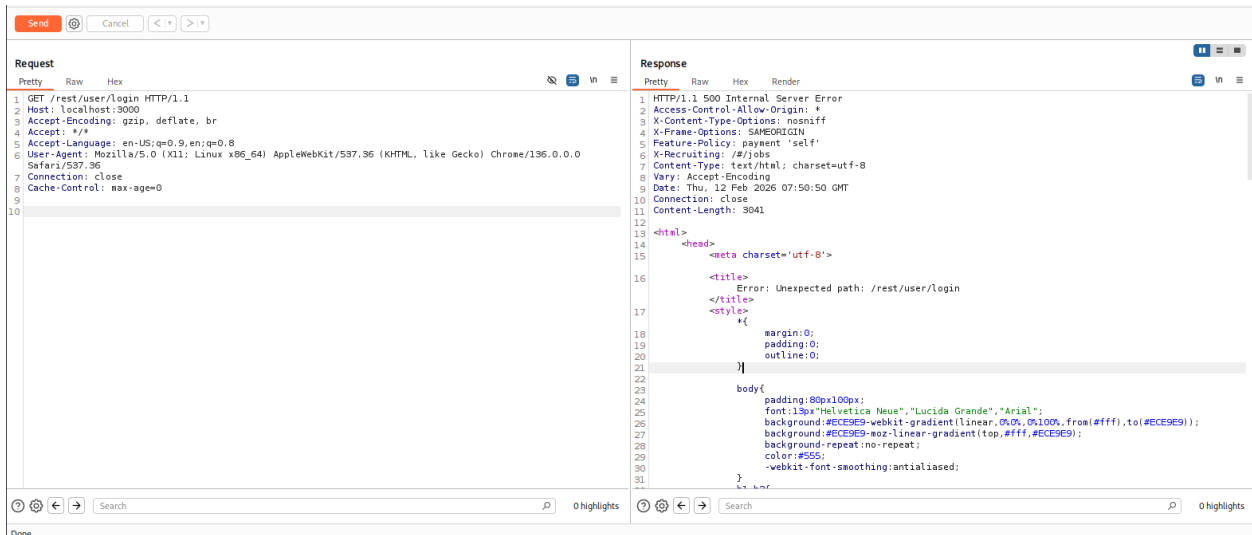 Send Cancel < >
Request
Pretty Raw Hex \n
1 GET /rest/user/login HTTP/1.1
2 Host: localhost:3000
3 Accept-Encoding: gzip, deflate, br
4 Accept: */*
5 Accept-Language: en-US;q=0.9,en;q=0.8
6 User-Agent: Mozilla/5.0 (X11; Linux x86_64) AppleWebKit/537.36 (KHTML, like Gecko) Chrome/136.0.0.0
Safari/537.36
7 Connection: close
8 Cache-Control: max-age=0
9
10
Search 0 highlights
Response
Pretty Raw Hex Render \n
1 HTTP/1.1 500 Internal Server Error
2 Access-Control-Allow-Origin: *
3 X-Content-Type-Options: nosniff
4 X-Frame-Options: SAMEORIGIN
5 Feature-Policy: payment 'self'
6 X-Recruiting: /#/jobs
7 Content-Type: text/html; charset=utf-8
8 Vary: Accept-Encoding
9 Date: Thu, 12 Feb 2026 07:50:50 GMT
10 Connection: close
11 Content-Length: 3041
12
13 <html>
14 <head>
15 <meta charset='utf-8'>
16 <title>
Error: Unexpected path: /rest/user/login
</title>
17 <style>
*{
18 margin:0;
19 padding:0;
20 outline:0;
21 }
22
23 body{
24 padding:80px100px;
25 font:13px"Helvetica Neue","Lucida Grande","Arial";
26 background:#ECE9E9-webkit-gradient(linear,0%0%,0%100%,from(#fff),to(#ECE9E9));
27 background:#ECE9E9-moz-linear-gradient(top,#fff,#ECE9E9);
28 background-repeat:no-repeat;
29 color:#555;
30 -webkit-font-smoothing:antialiased;
31 }
h1,h2{
Search 0 highlights
Done